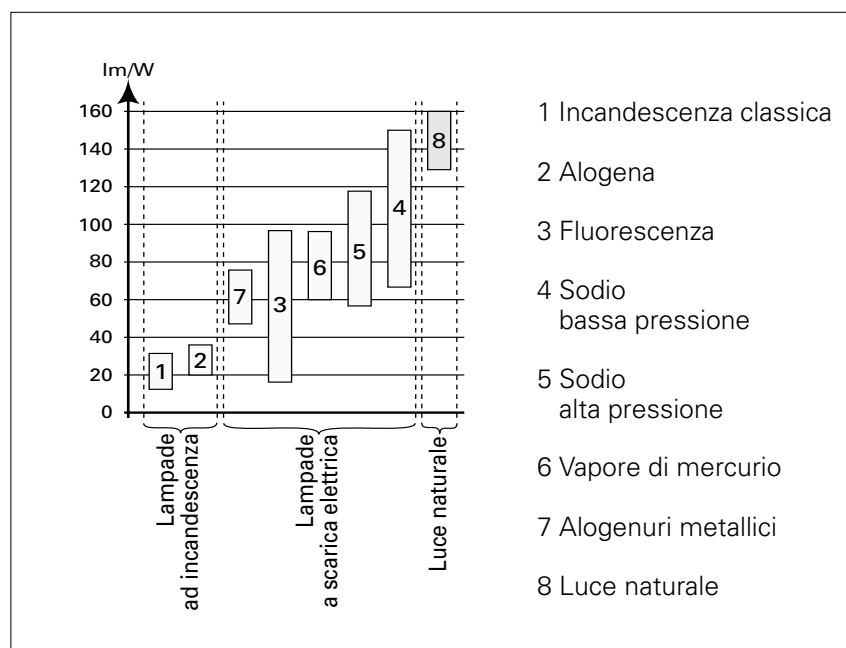 lm/W
160
140
120
100
80
60
40
20
0
1
2
7
3
6
5
4
8
Lampade
ad incandescenza
Lampade
a scarica elettrica
Luce naturale
1 Incandescenza classica
2 Alogena
3 Fluorescenza
4 Sodio
bassa pressione
5 Sodio
alta pressione
6 Vapore di mercurio
7 Alogenuri metallici
8 Luce naturale